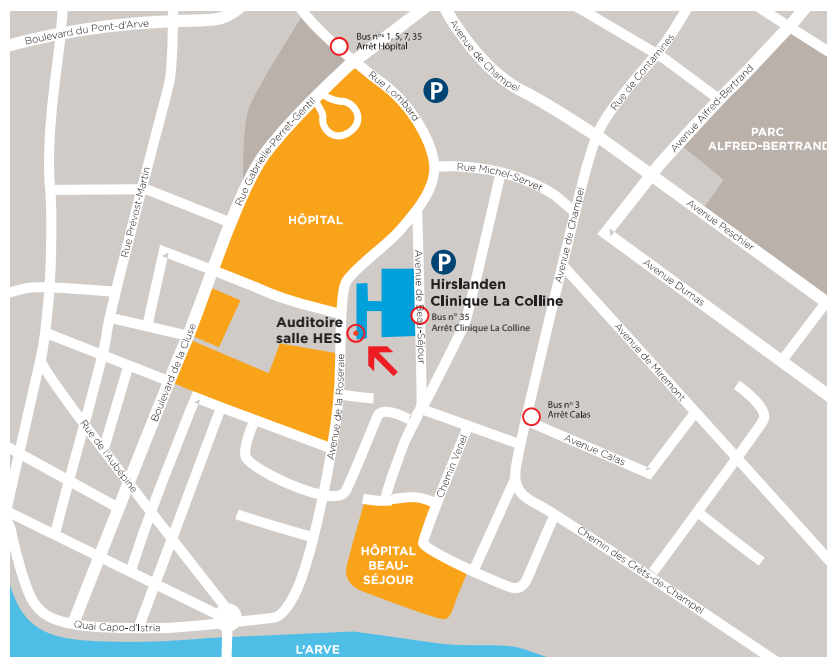 Boulevard du Pont-d'Arve
Bus nos 1, 5, 7, 35
Arrêt Hôpital
Avenue de Champel
Rue de Contamines
Rue Lombard
P
Avenue Alfred-Bertrand
PARC
ALFRED-BERTRAND
Rue Gabrielle-Perret-Gentil
Rue Michel-Servet
Rue Prévost-Martin
HÔPITAL
Avenue de Champel
Avenue Peschier
P
Hirslanden
Clinique La Colline
Avenue de Beau-Séjour
Avenue Dumas
Bus no 35
Arrêt Clinique La Colline
Auditoire
salle HES
Avenue de Miremont
Boulevard de la Cluse
Avenue de la Roseraie
Bus no 3
Arrêt Calas
Avenue Calas
Rue de l'Aubépine
Chemin Venel
HÔPITAL
BEAU-
SÉJOUR
Chemin des Crêts-de-Champel
Quai Capo-d'Istria
L'ARVE